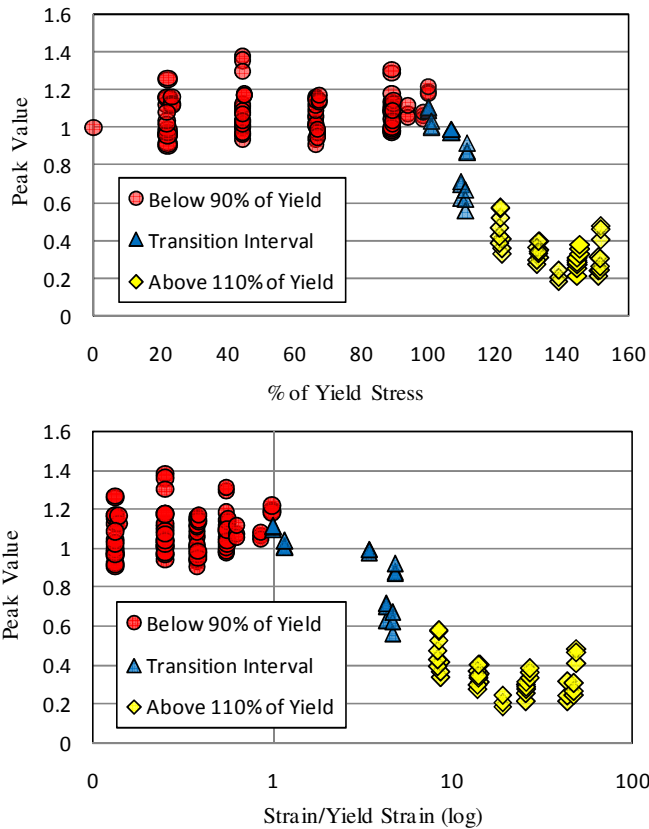 1.6
1.4
1.2
1
0.8
0.6
0.4
0.2
0
Peak Value
Below 90% of Yield
Transition Interval
Above 110% of Yield
0 20 40 60 80 100 120 140 160
% of Yield Stress
1.6
1.4
1.2
1
0.8
0.6
0.4
0.2
0
Peak Value
Below 90% of Yield
Transition Interval
Above 110% of Yield
0 1 10 100
Strain/Yield Strain (log)